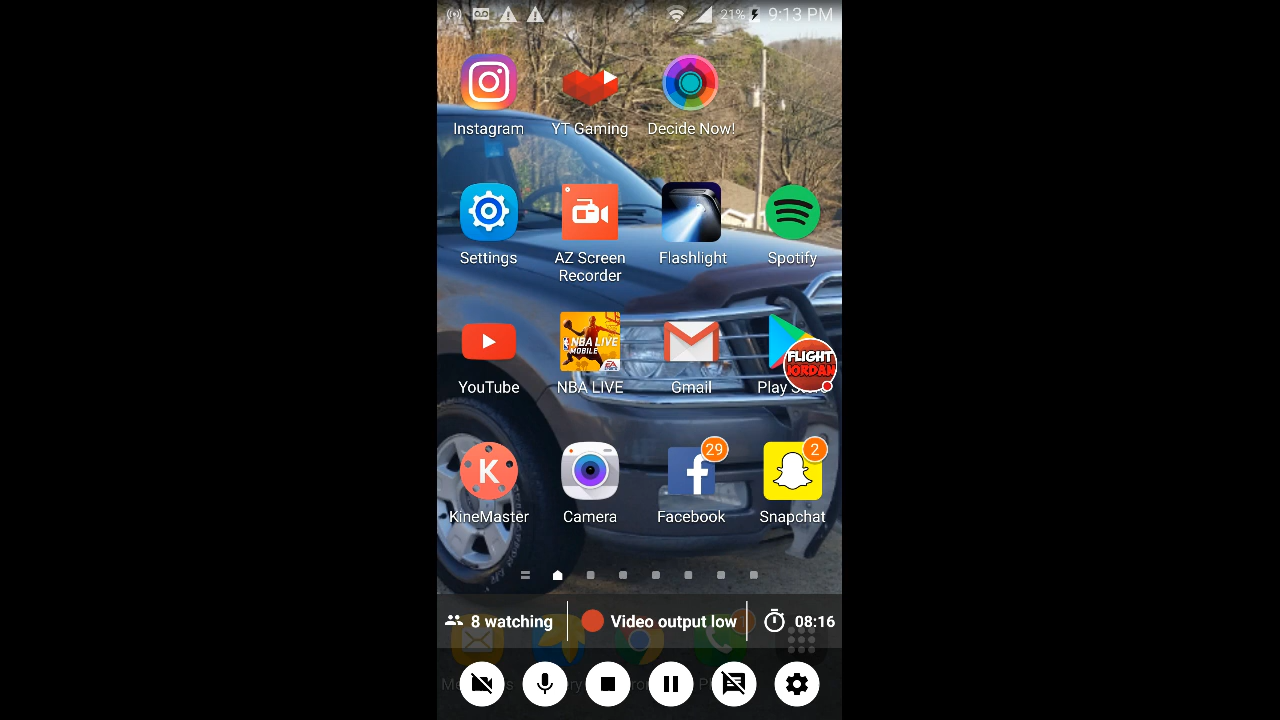 21% 9:13 PM
Instagram YT Gaming Decide Now!
Settings AZ Screen Recorder Flashlight Spotify
NBA LIVE
MOBILE
EA
FLIGHT
JORDAN
YouTube NBA LIVE Gmail Play
K 29 2
KineMaster Camera Facebook Snapchat
8 watching Video output low 08:16